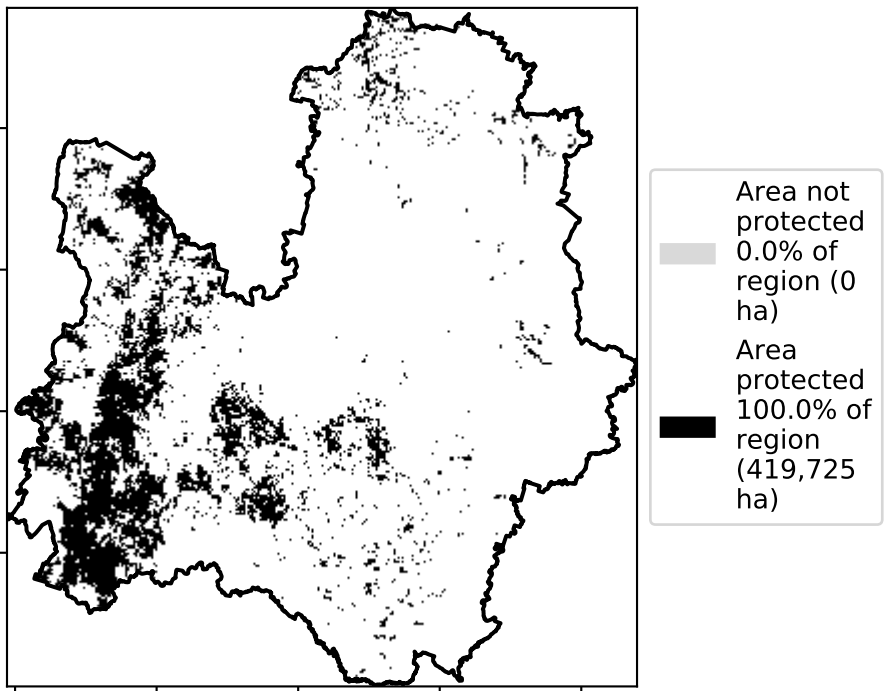 Area not
protected
0.0% of
region (0
ha)
Area
protected
100.0% of
region
(419,725
ha)